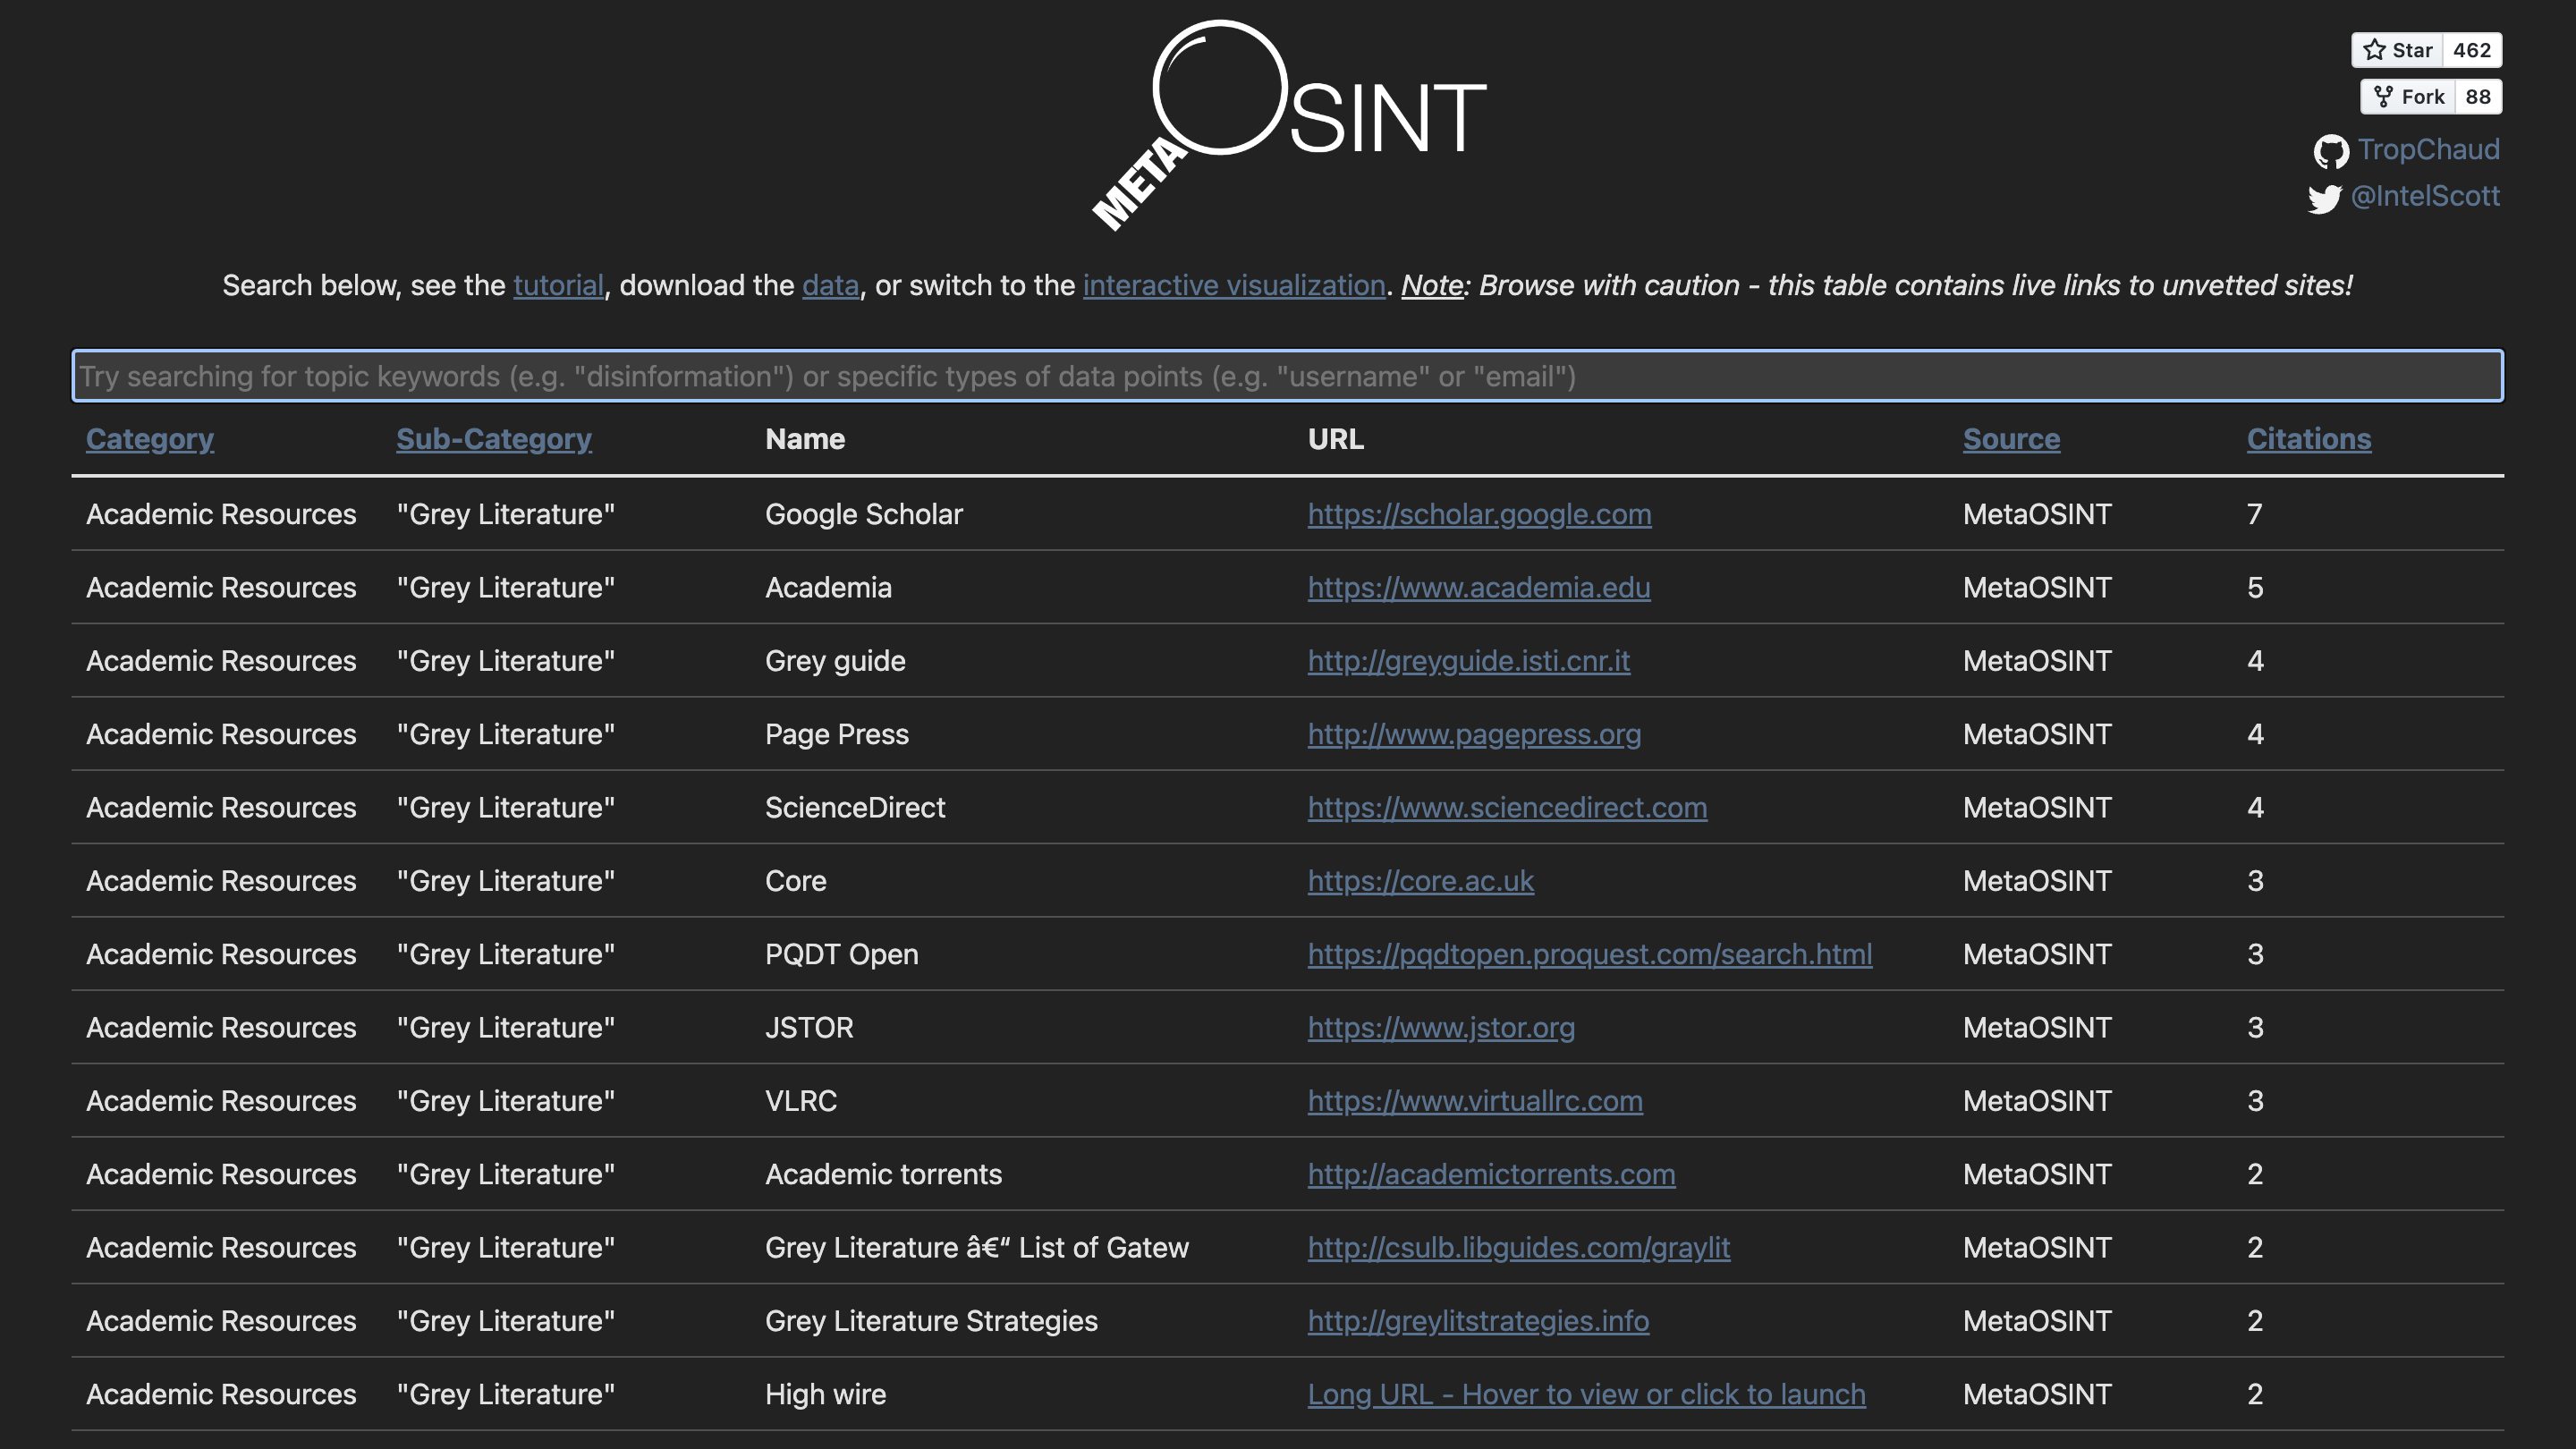 META OSINT
Star 462
Fork 88
TropChaud
@IntelScott
Search below, see the tutorial, download the data, or switch to the interactive visualization. Note: Browse with caution - this table contains live links to unvetted sites!
Try searching for topic keywords (e.g. "disinformation") or specific types of data points (e.g. "username" or "email")
Category Sub-Category Name URL Source Citations
Academic Resources "Grey Literature" Google Scholar https://scholar.google.com MetaOSINT 7
Academic Resources "Grey Literature" Academia https://www.academia.edu MetaOSINT 5
Academic Resources "Grey Literature" Grey guide http://greyguide.isti.cnr.it MetaOSINT 4
Academic Resources "Grey Literature" Page Press http://www.pagepress.org MetaOSINT 4
Academic Resources "Grey Literature" ScienceDirect https://www.sciencedirect.com MetaOSINT 4
Academic Resources "Grey Literature" Core https://core.ac.uk MetaOSINT 3
Academic Resources "Grey Literature" PQDT Open https://pqdtopen.proquest.com/search.html MetaOSINT 3
Academic Resources "Grey Literature" JSTOR https://www.jstor.org MetaOSINT 3
Academic Resources "Grey Literature" VLRC https://www.virtuallrc.com MetaOSINT 3
Academic Resources "Grey Literature" Academic torrents http://academictorrents.com MetaOSINT 2
Academic Resources "Grey Literature" Grey Literature â€“ List of Gatew http://csulb.libguides.com/graylit MetaOSINT 2
Academic Resources "Grey Literature" Grey Literature Strategies http://greylitstrategies.info MetaOSINT 2
Academic Resources "Grey Literature" High wire Long URL - Hover to view or click to launch MetaOSINT 2